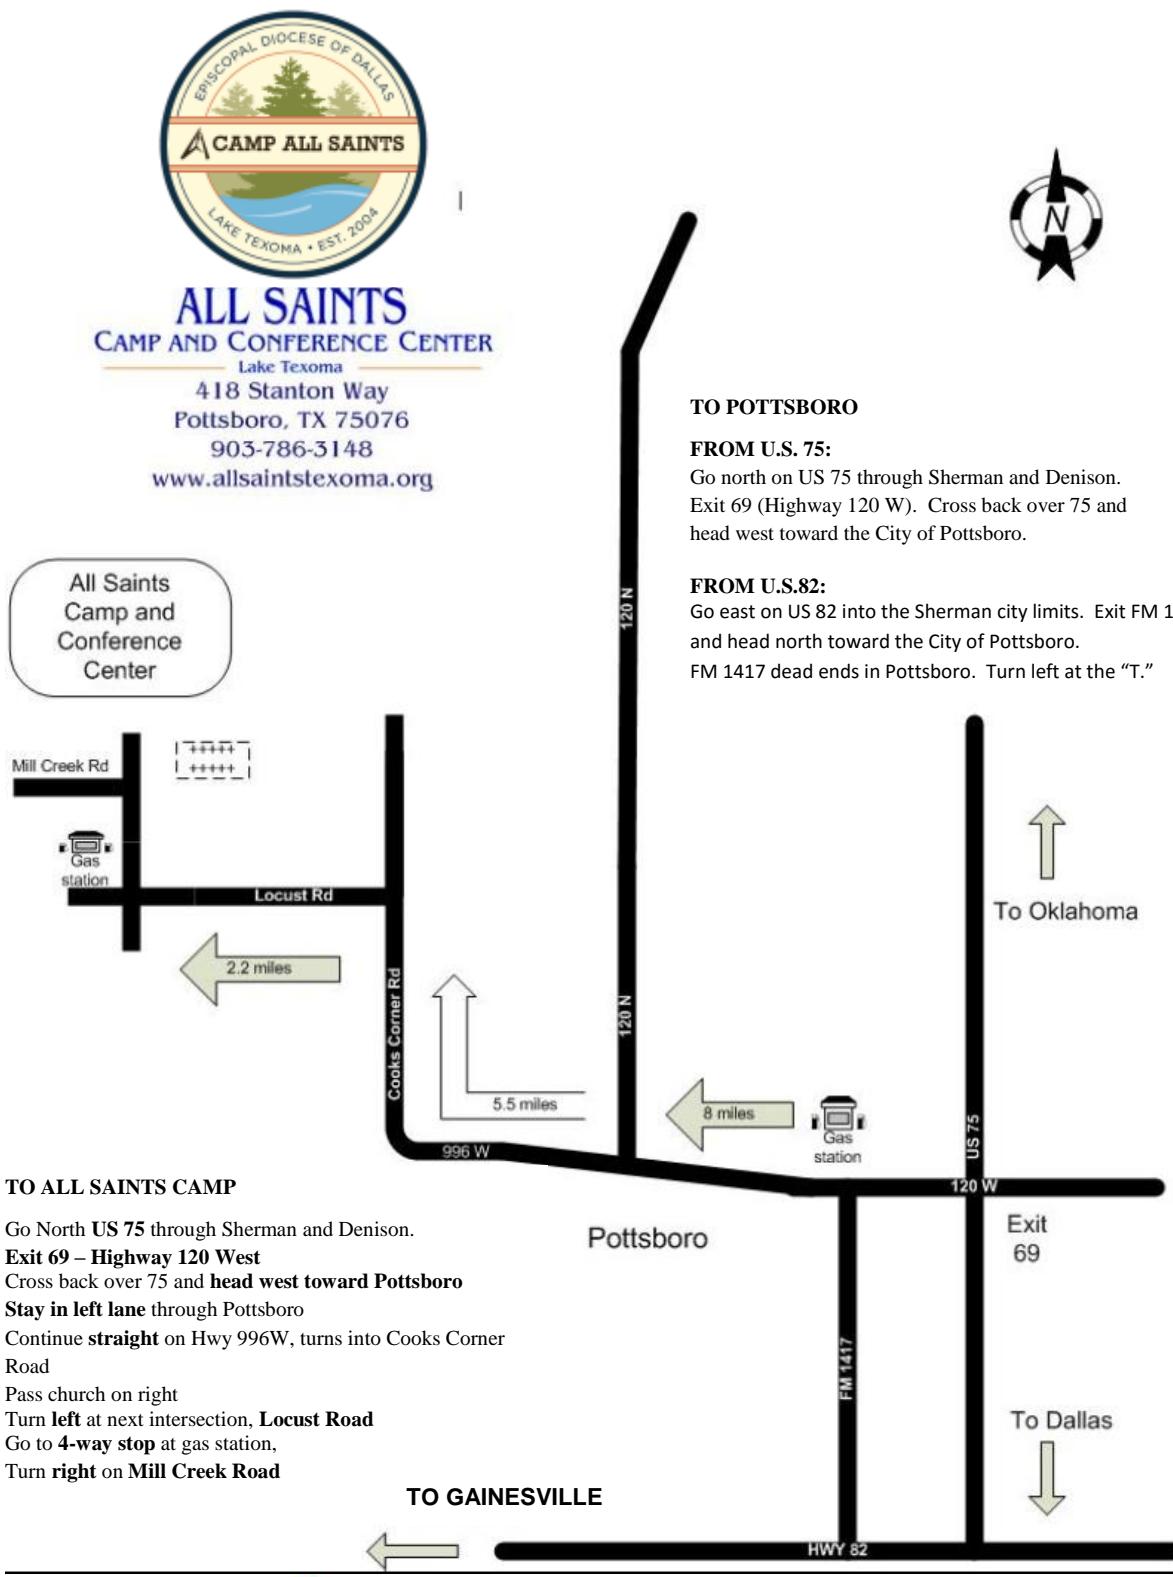 EPISCOPAL DIOCESE OF DALLAS
CAMP ALL SAINTS
LAKE TEXOMA • EST. 2004
ALL SAINTS
CAMP AND CONFERENCE CENTER
Lake Texoma
418 Stanton Way
Pottsboro, TX 75076
903-786-3148
www.allsaintstexoma.org
N
TO POTTSBORO
FROM U.S. 75:
Go north on US 75 through Sherman and Denison.
Exit 69 (Highway 120 W). Cross back over 75 and
head west toward the City of Pottsboro.
FROM U.S.82:
Go east on US 82 into the Sherman city limits. Exit FM 1
and head north toward the City of Pottsboro.
FM 1417 dead ends in Pottsboro. Turn left at the “T.”
All Saints
Camp and
Conference
Center
120 N
Mill Creek Rd
+++++
+++++
Gas
station
Locust Rd
To Oklahoma
2.2 miles
Cooks Corner Rd
120 N
5.5 miles
8 miles
Gas
station
US 75
996 W
120 W
Pottsboro
Exit
69
TO ALL SAINTS CAMP
Go North US 75 through Sherman and Denison.
Exit 69 – Highway 120 West
Cross back over 75 and head west toward Pottsboro
Stay in left lane through Pottsboro
Continue straight on Hwy 996W, turns into Cooks Corner
Road
Pass church on right
Turn left at next intersection, Locust Road
Go to 4-way stop at gas station,
Turn right on Mill Creek Road
FM 1417
To Dallas
TO GAINESVILLE
HWY 82